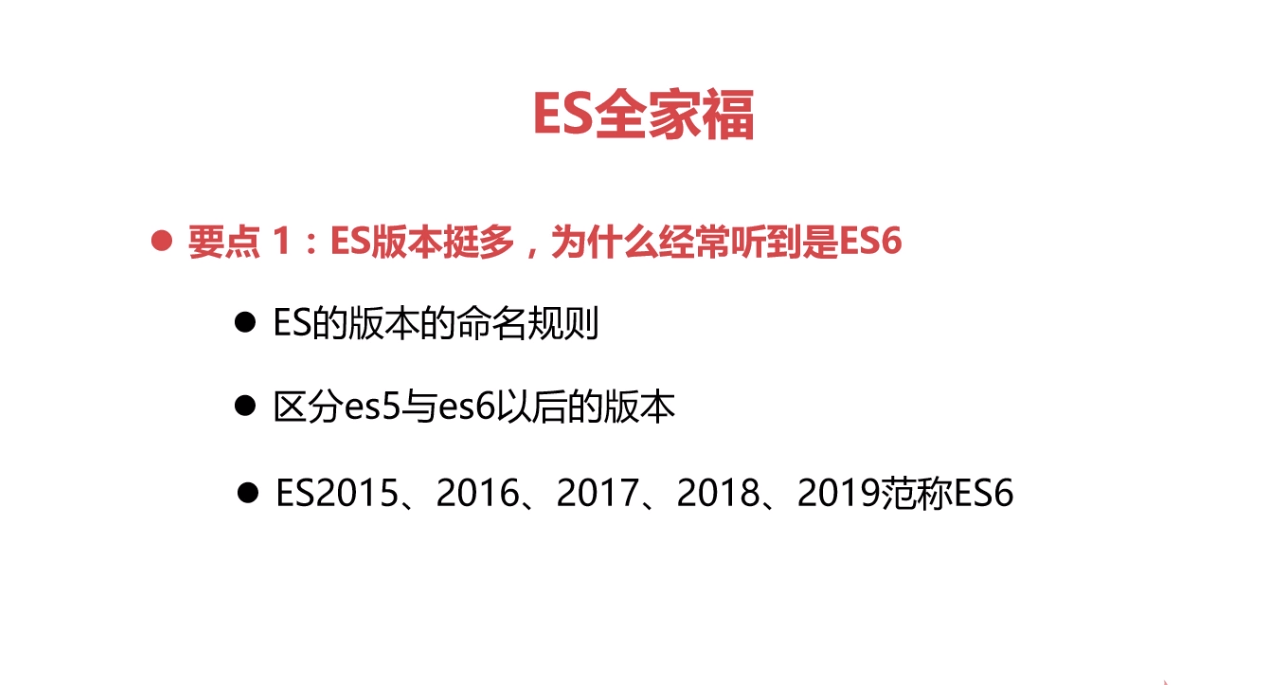 ES全家福
● 要点 1：ES版本挺多，为什么经常听到是ES6
● ES的版本的命名规则
● 区分es5与es6以后的版本
● ES2015、2016、2017、2018、2019范称ES6